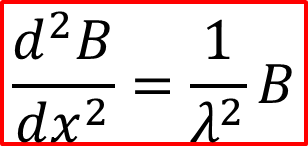 d²B/dx² = 1/λ² B